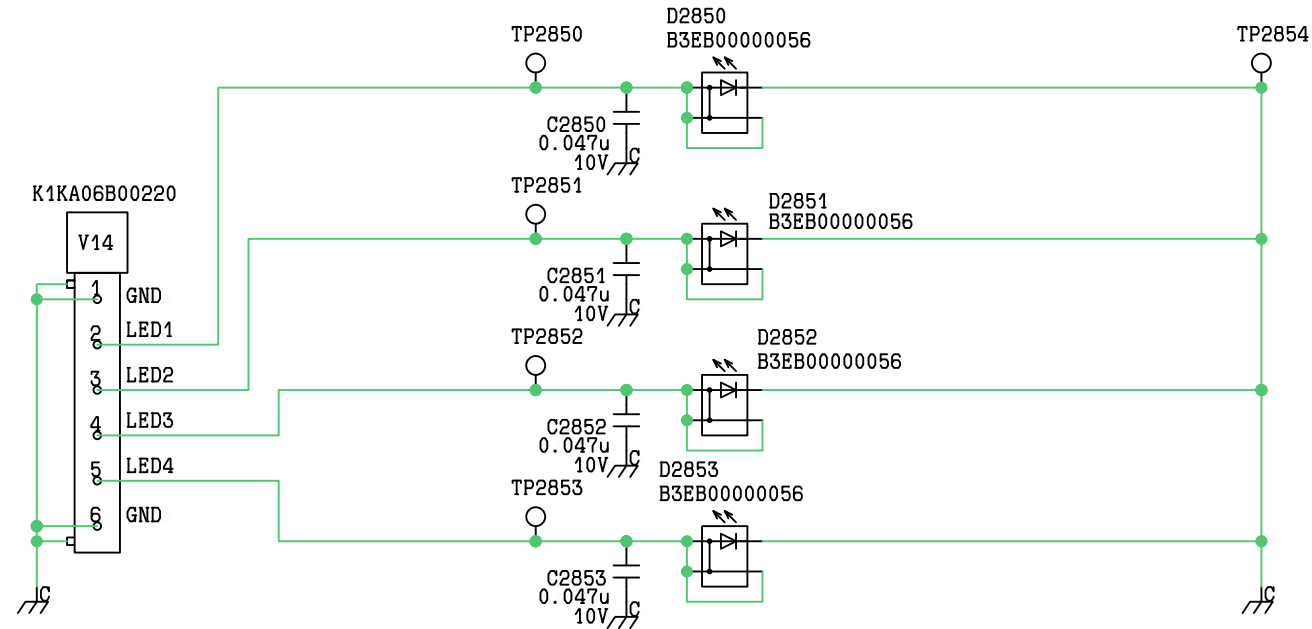 D2850
B3EB00000056
TP2850
TP2854
C2850
0.047u
10V
C
TP2851
D2851
B3EB00000056
K1KA06B00220
V14
C2851
0.047u
10V
C
1
GND
2
LED1
TP2852
D2852
B3EB00000056
3
LED2
4
LED3
C2852
0.047u
10V
C
5
LED4
D2853
B3EB00000056
TP2853
6
GND
C2853
0.047u
10V
C
C
C